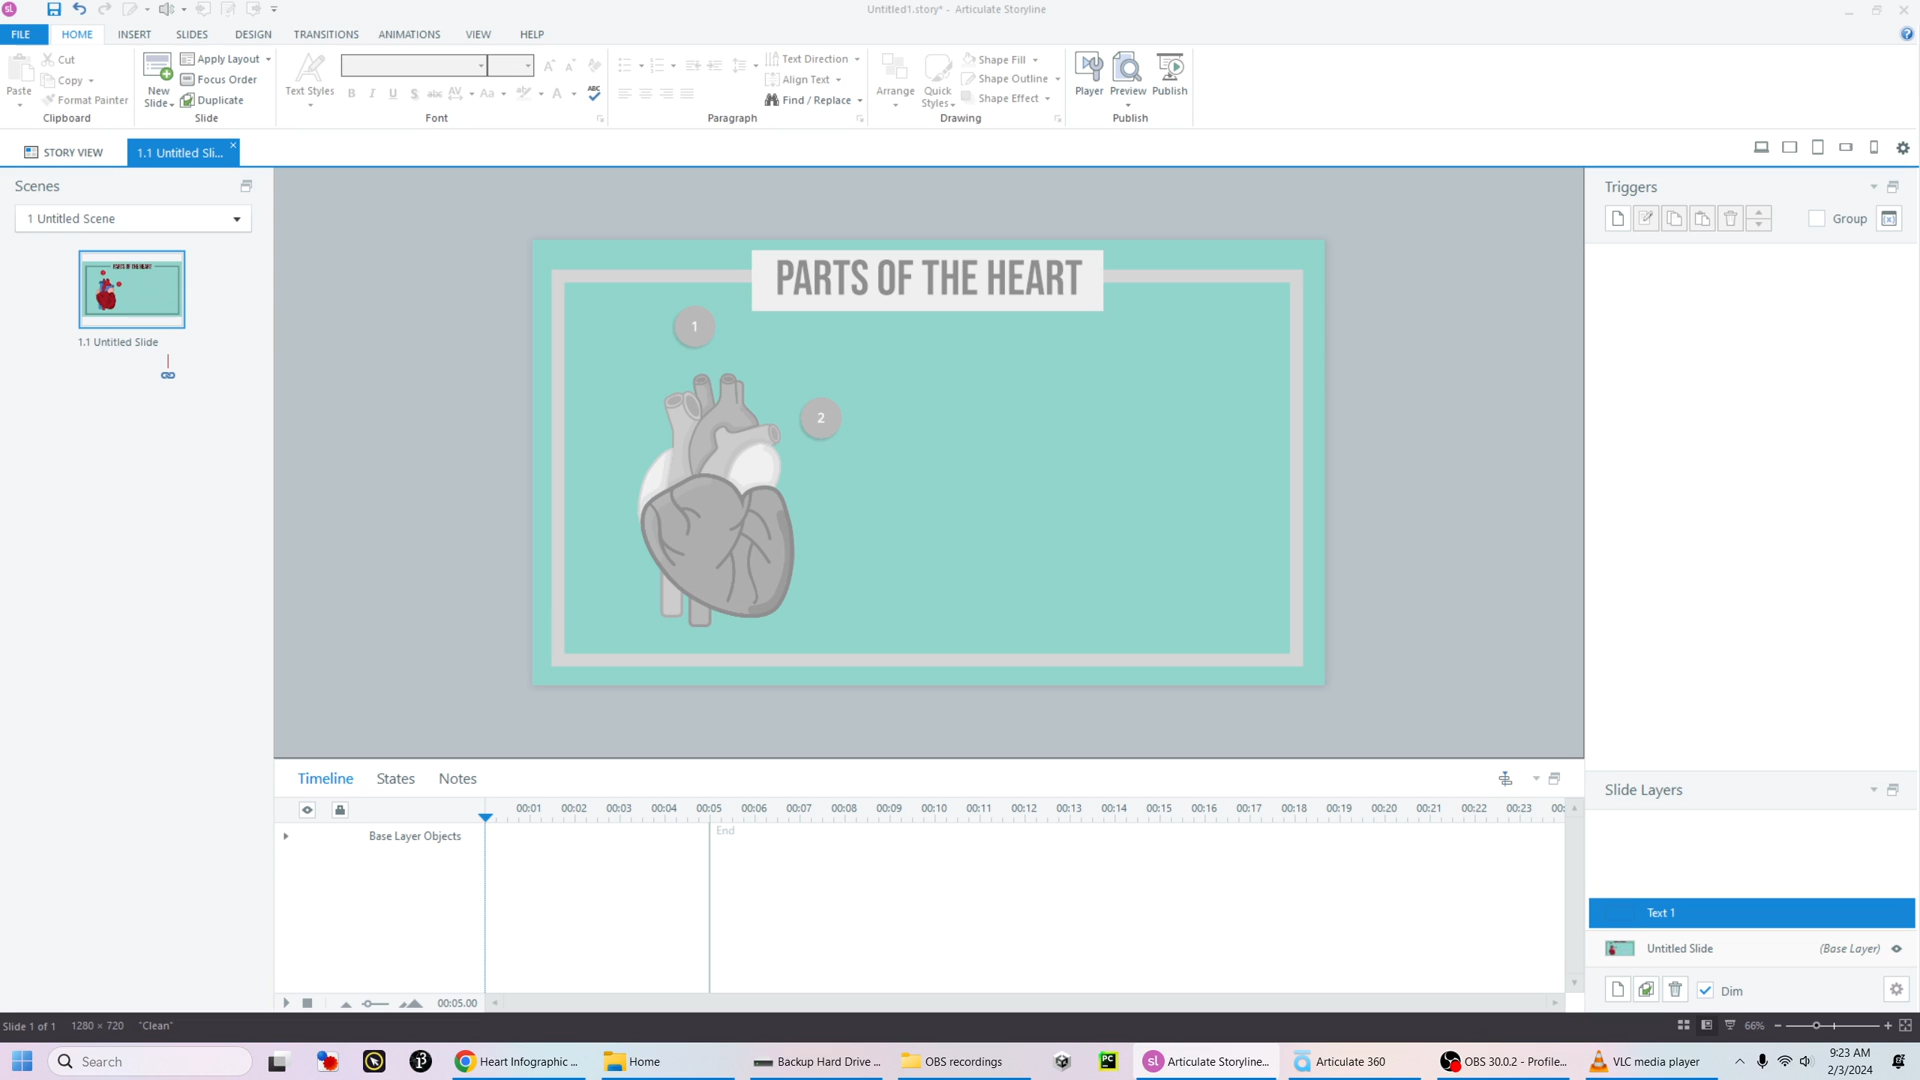 sl
Untitled1.story* - Articulate Storyline
FILE HOME INSERT SLIDES DESIGN TRANSITIONS ANIMATIONS VIEW HELP
Paste
Cut
Copy
Format Painter
Clipboard
New Slide
Apply Layout
Focus Order
Duplicate
Slide
Text Styles
B I U S abc AV Aa A ABC
Font
Text Direction
Align Text
Find / Replace
Paragraph
Arrange
Quick Styles
Shape Fill
Shape Outline
Shape Effect
Drawing
Player
Preview
Publish
Publish
STORY VIEW
1.1 Untitled Sli...
Scenes
1 Untitled Scene
PARTS OF THE HEART
1.1 Untitled Slide
PARTS OF THE HEART
1
2
Triggers
Group
Timeline States Notes
00:01 00:02 00:03 00:04 00:05 00:06 00:07 00:08 00:09 00:10 00:11 00:12 00:13 00:14 00:15 00:16 00:17 00:18 00:19 00:20 00:21 00:22 00:23 00:
End
Base Layer Objects
00:05.00
Slide Layers
Text 1
Untitled Slide (Base Layer)
Dim
Slide 1 of 1 1280 × 720 "Clean"
66%
Search
Heart Infographic ...
Home
Backup Hard Drive ...
OBS recordings
PC
sl
Articulate Storyline...
Articulate 360
OBS 30.0.2 - Profile...
VLC media player
9:23 AM
2/3/2024